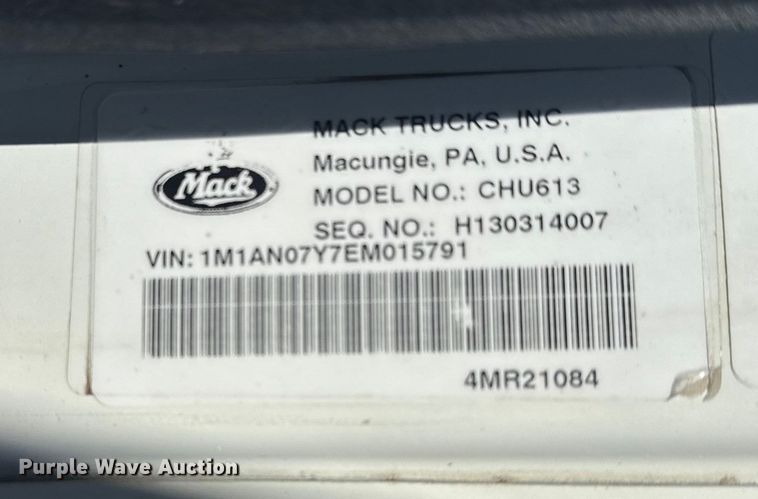 MACK TRUCKS, INC.
Macungie, PA, U.S.A.
Mack
MODEL NO.: CHU613
SEQ. NO.: H130314007
VIN: 1M1AN07Y7EM015791
4MR21084
Purple Wave Auction